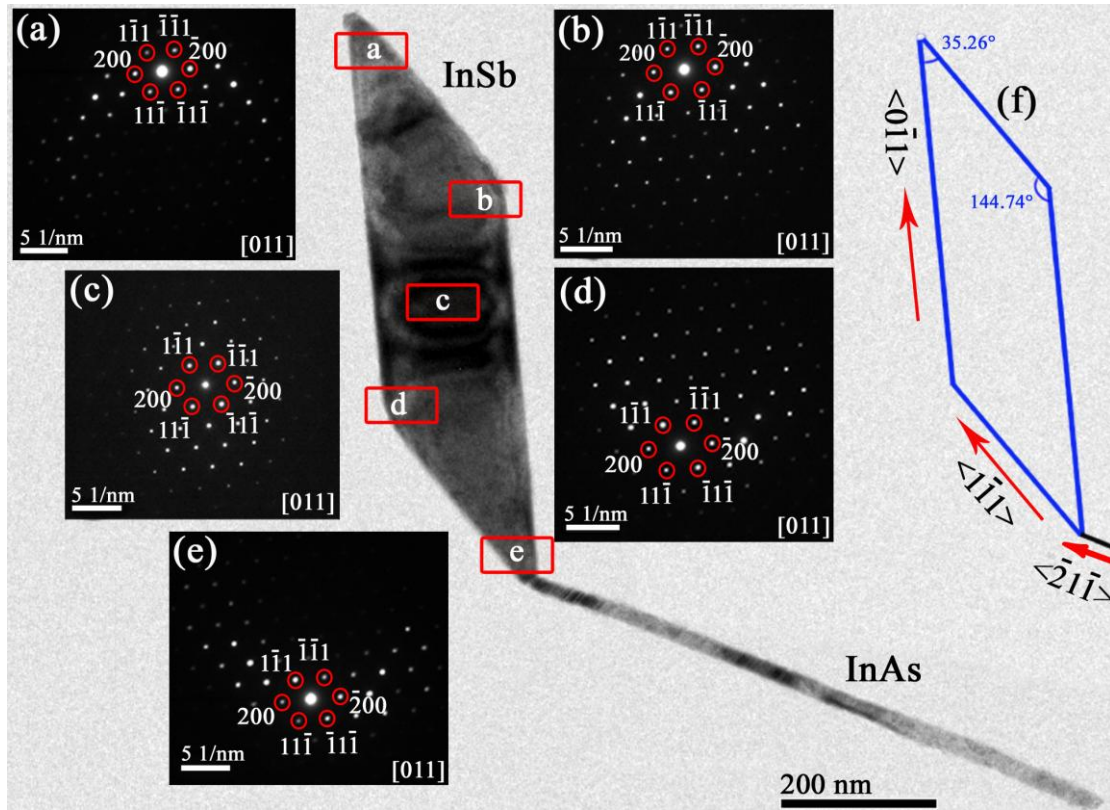 (a)
11̄1 1̄1̄1
200 2̄00
111̄ 1̄11̄
5 1/nm
[011]
a
InSb
b
c
d
e
(b)
11̄1 1̄1̄1
200 2̄00
111̄ 1̄11̄
5 1/nm
[011]
35.26°
(f)
<01̄1>
144.74°
<11̄1>
<2̄11̄>
(c)
11̄1 1̄1̄1
200 2̄00
111̄ 1̄11̄
5 1/nm
[011]
(d)
11̄1 1̄1̄1
200 2̄00
111̄ 1̄11̄
5 1/nm
[011]
(e)
11̄1 1̄1̄1
200 2̄00
111̄ 1̄11̄
5 1/nm
[011]
InAs
200 nm